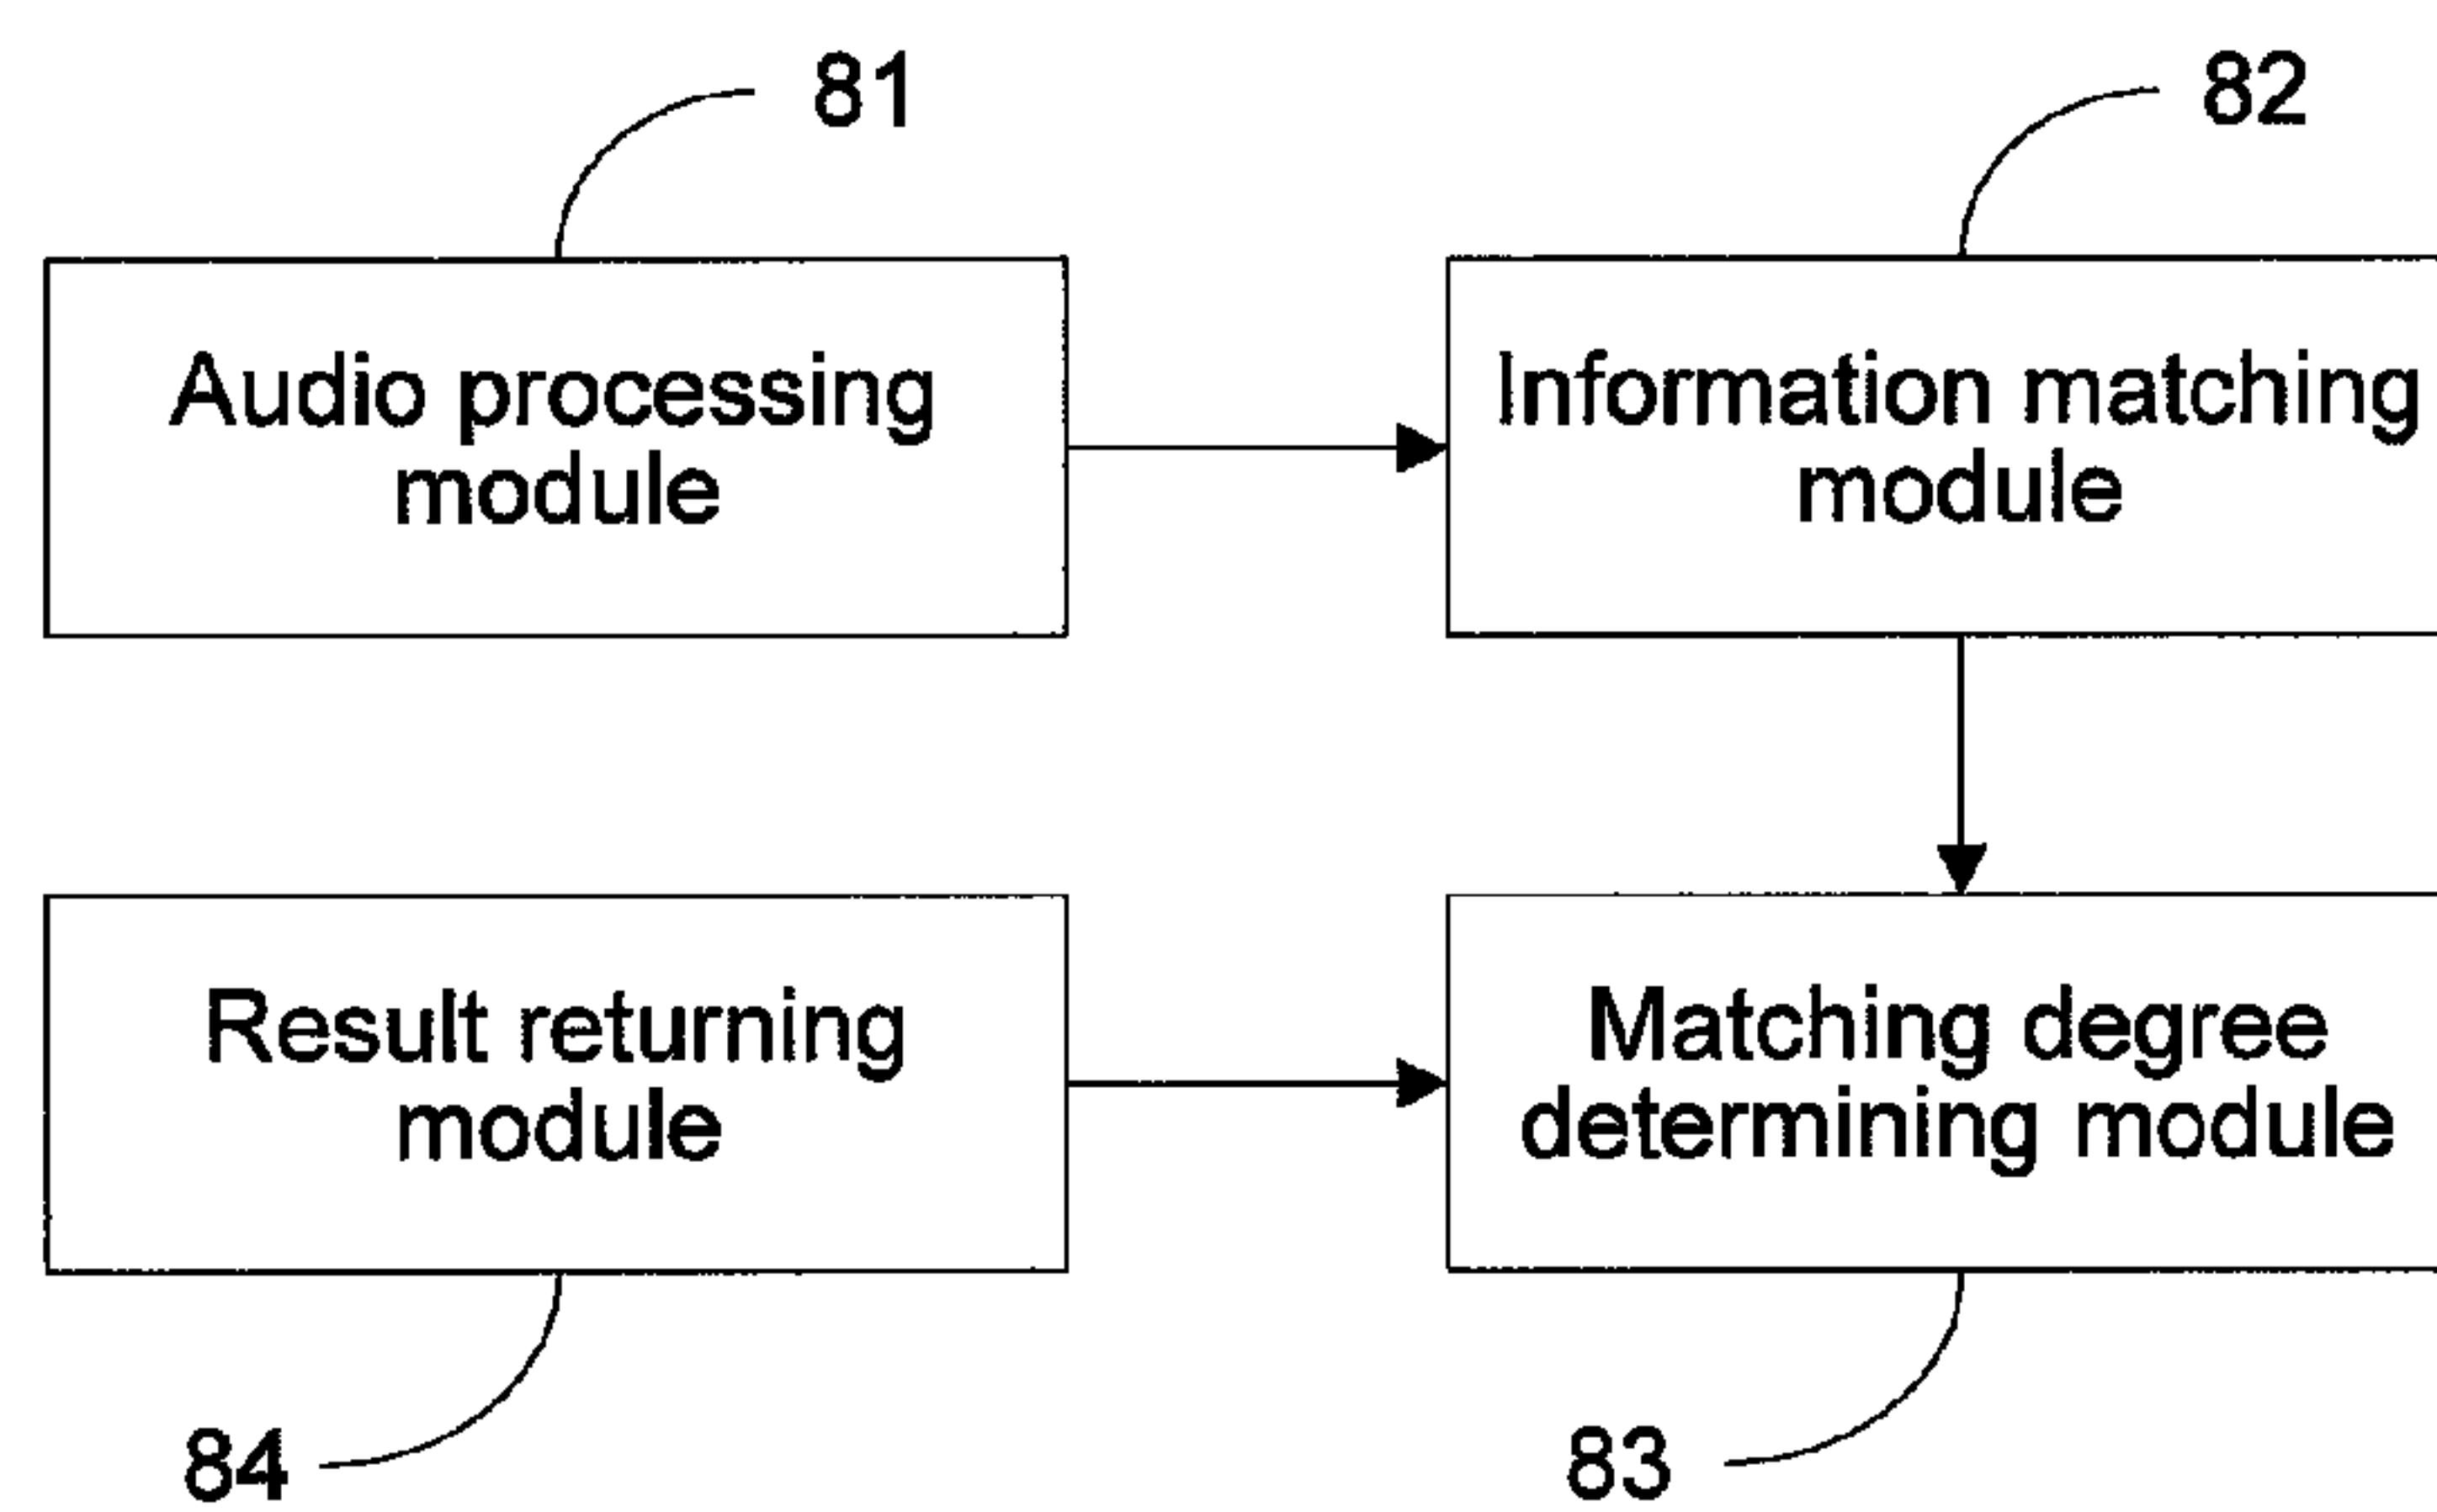 81
82
Audio processing
module
Information matching
module
Result returning
module
Matching degree
determining module
84
83